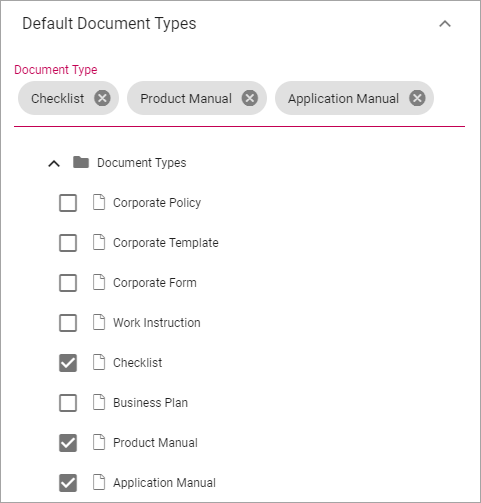 Default Document Types
Document Type
Checklist Product Manual Application Manual
Document Types
Corporate Policy
Corporate Template
Corporate Form
Work Instruction
Checklist
Business Plan
Product Manual
Application Manual